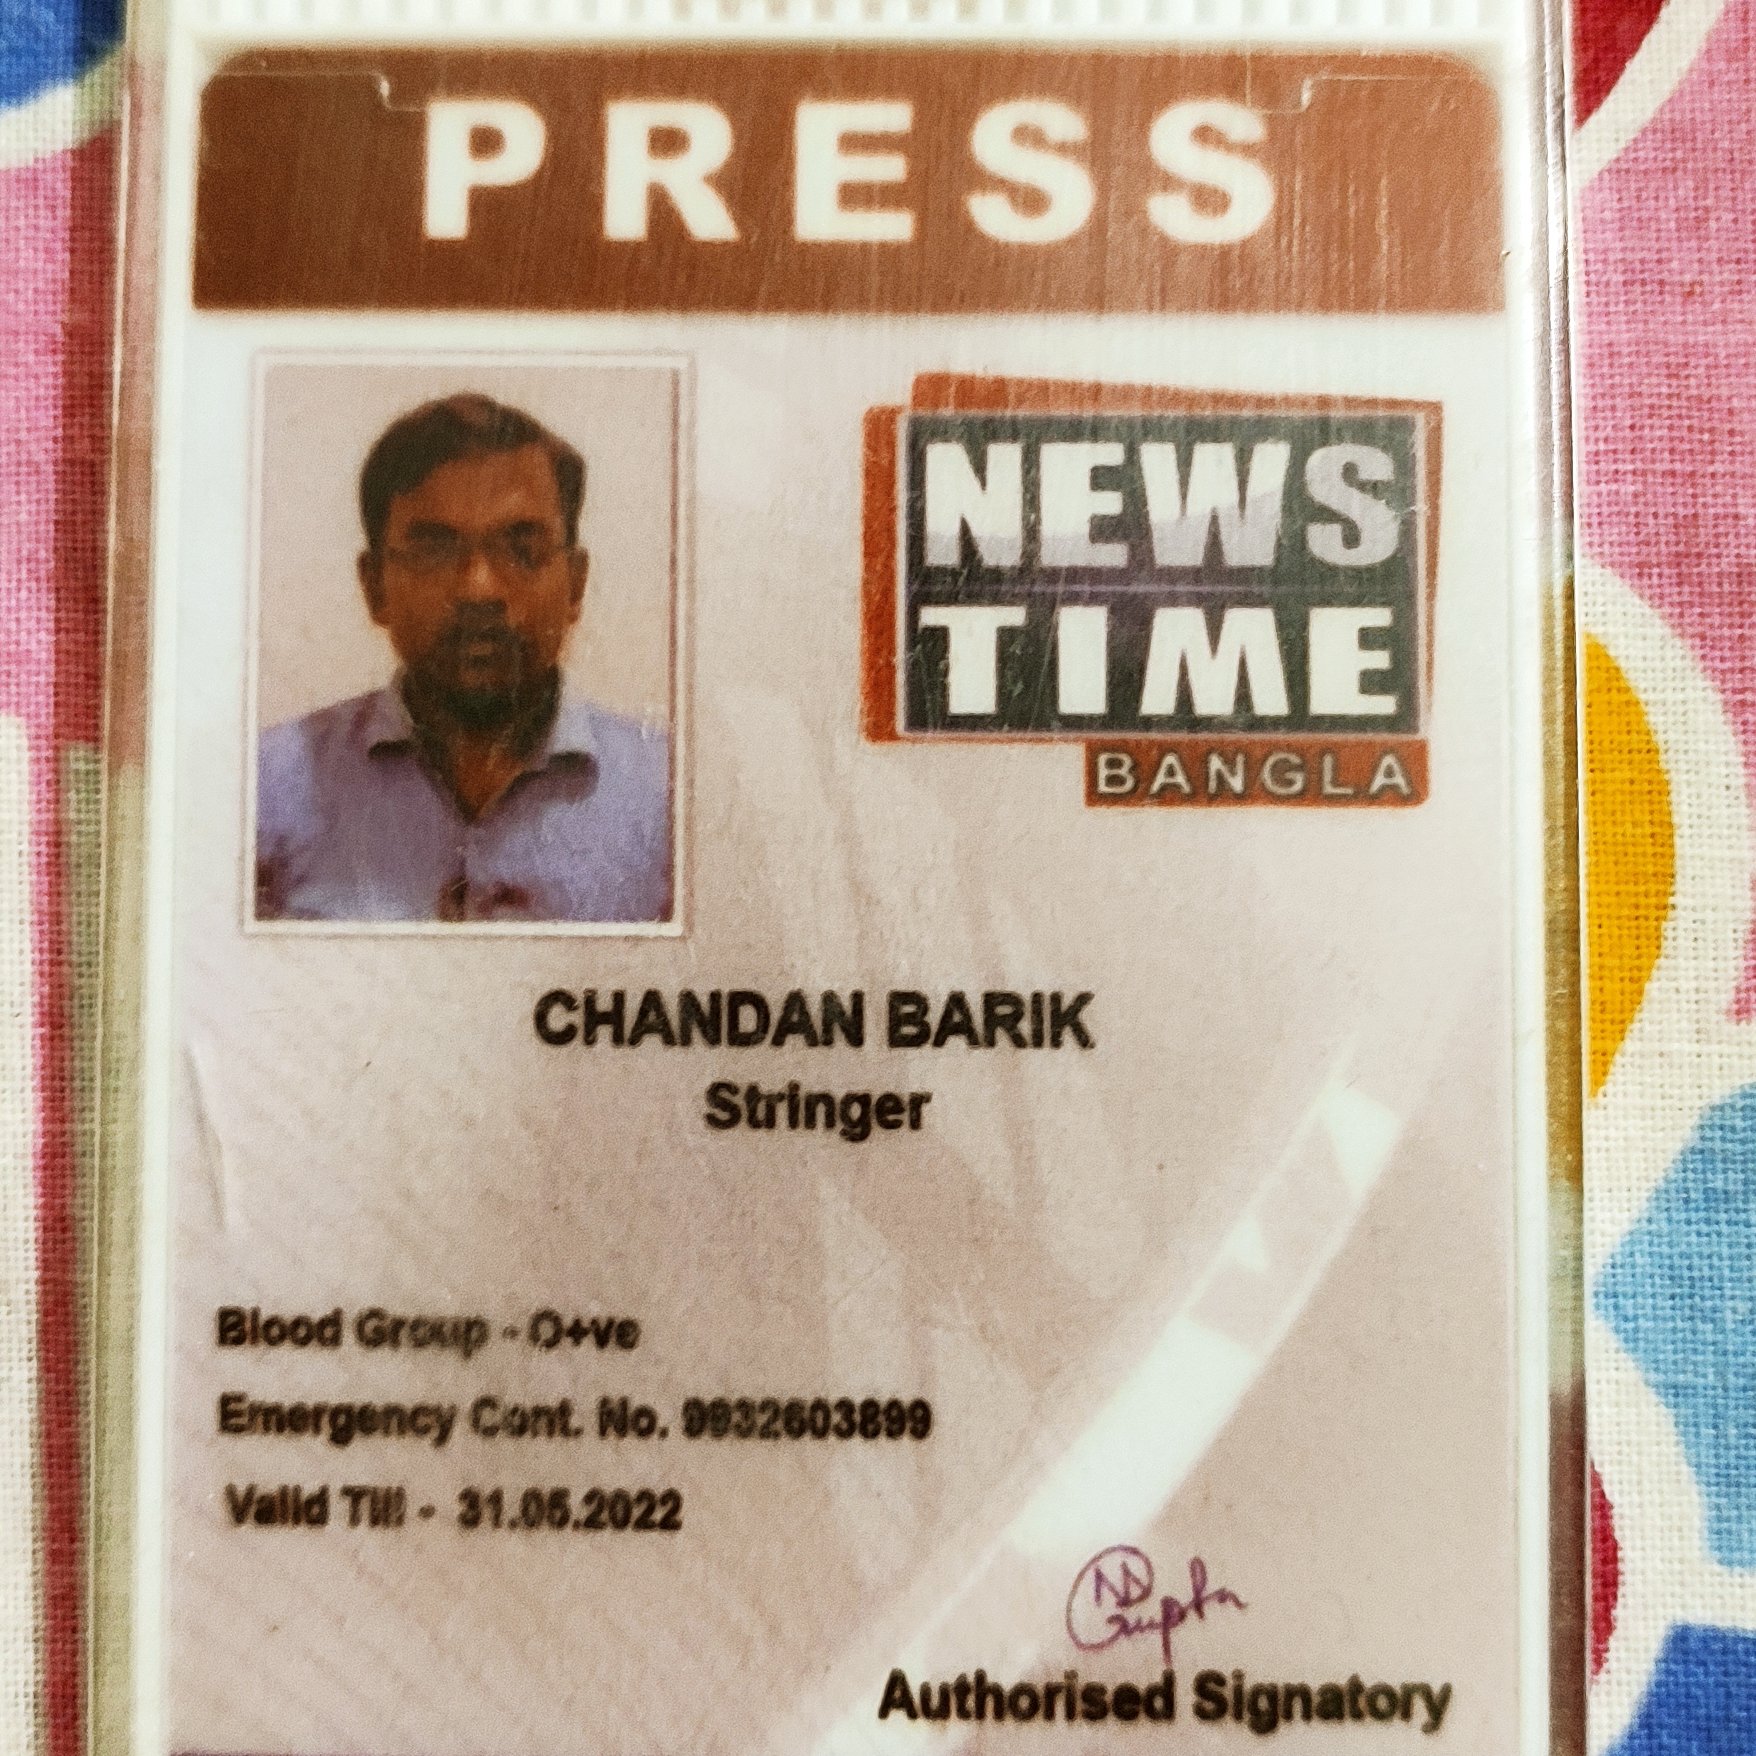 PRESS
NEWS
TIME
BANGLA
CHANDAN BARIK
Stringer
Blood Group - O+ve
Emergency Cont. No. 9932603899
Valid Till - 31.05.2022
Gupta
Authorised Signatory